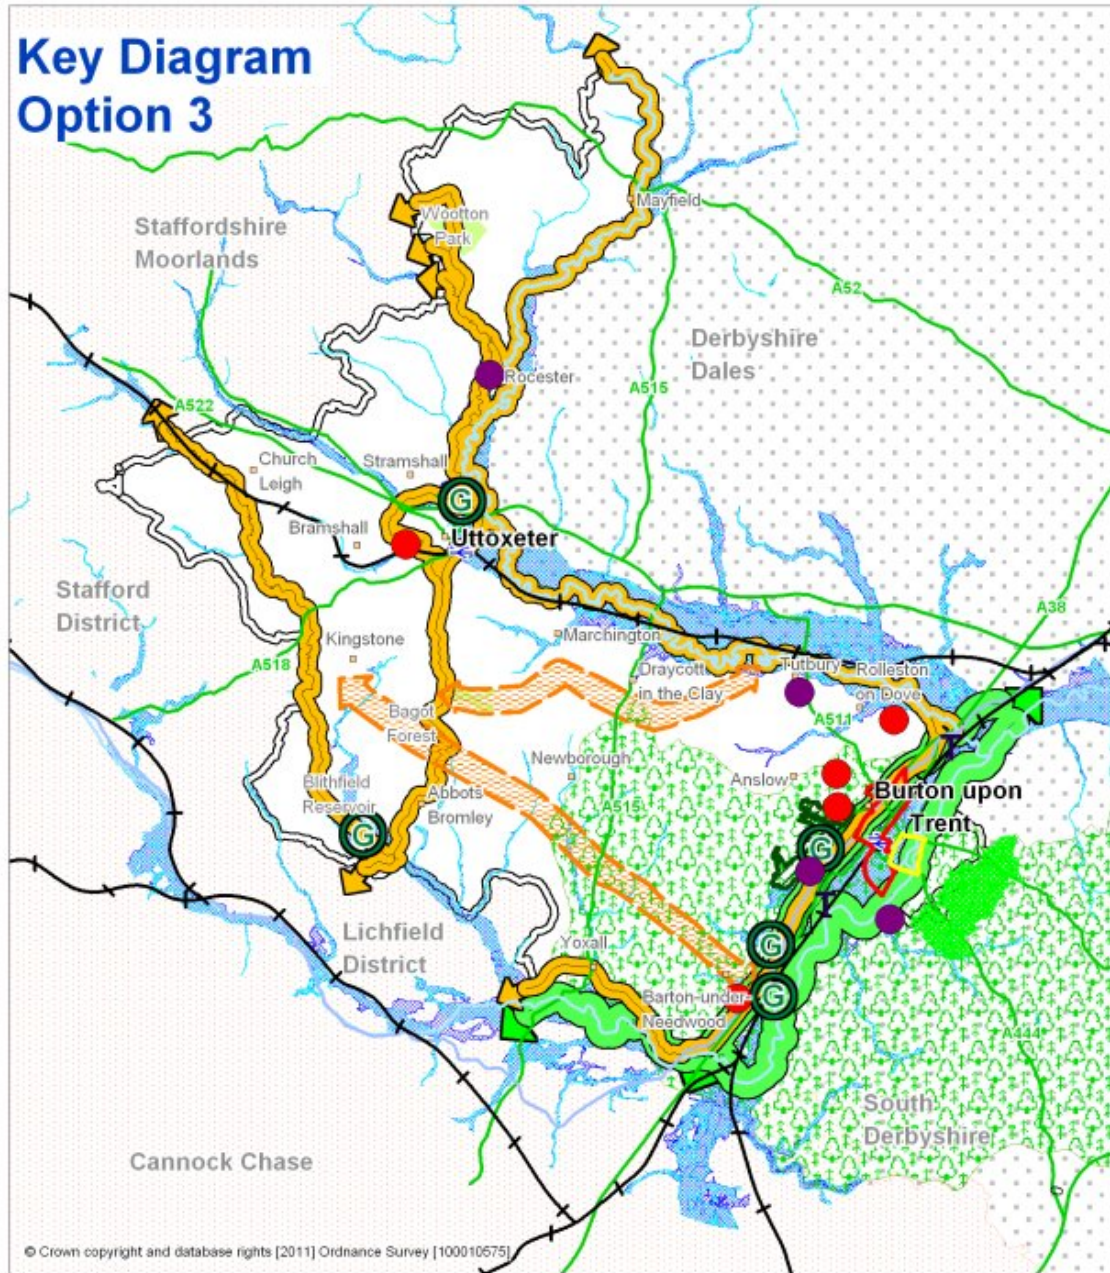 Key Diagram
Option 3
Mayfield
Wootton
Park
Staffordshire
Moorlands
A52
Derbyshire
Dales
Rocester
A515
A522
Church
Leigh
Stramshall
G
Bramshall
Uttoxeter
Stafford
District
A38
Kingstone
Marchington
A518
Draycott
in the Clay
Tutbury
Rolleston
on Dove
Bagot
Forest
A511
Newborough
Anslow
Blithfield
Reservoir
Abbots
Bromley
A515
Burton upon
Trent
G
G
Lichfield
District
Yoxall
G
Barton-under-
Needwood
G
A444
South
Derbyshire
Cannock Chase
© Crown copyright and database rights [2011] Ordnance Survey [100010575]